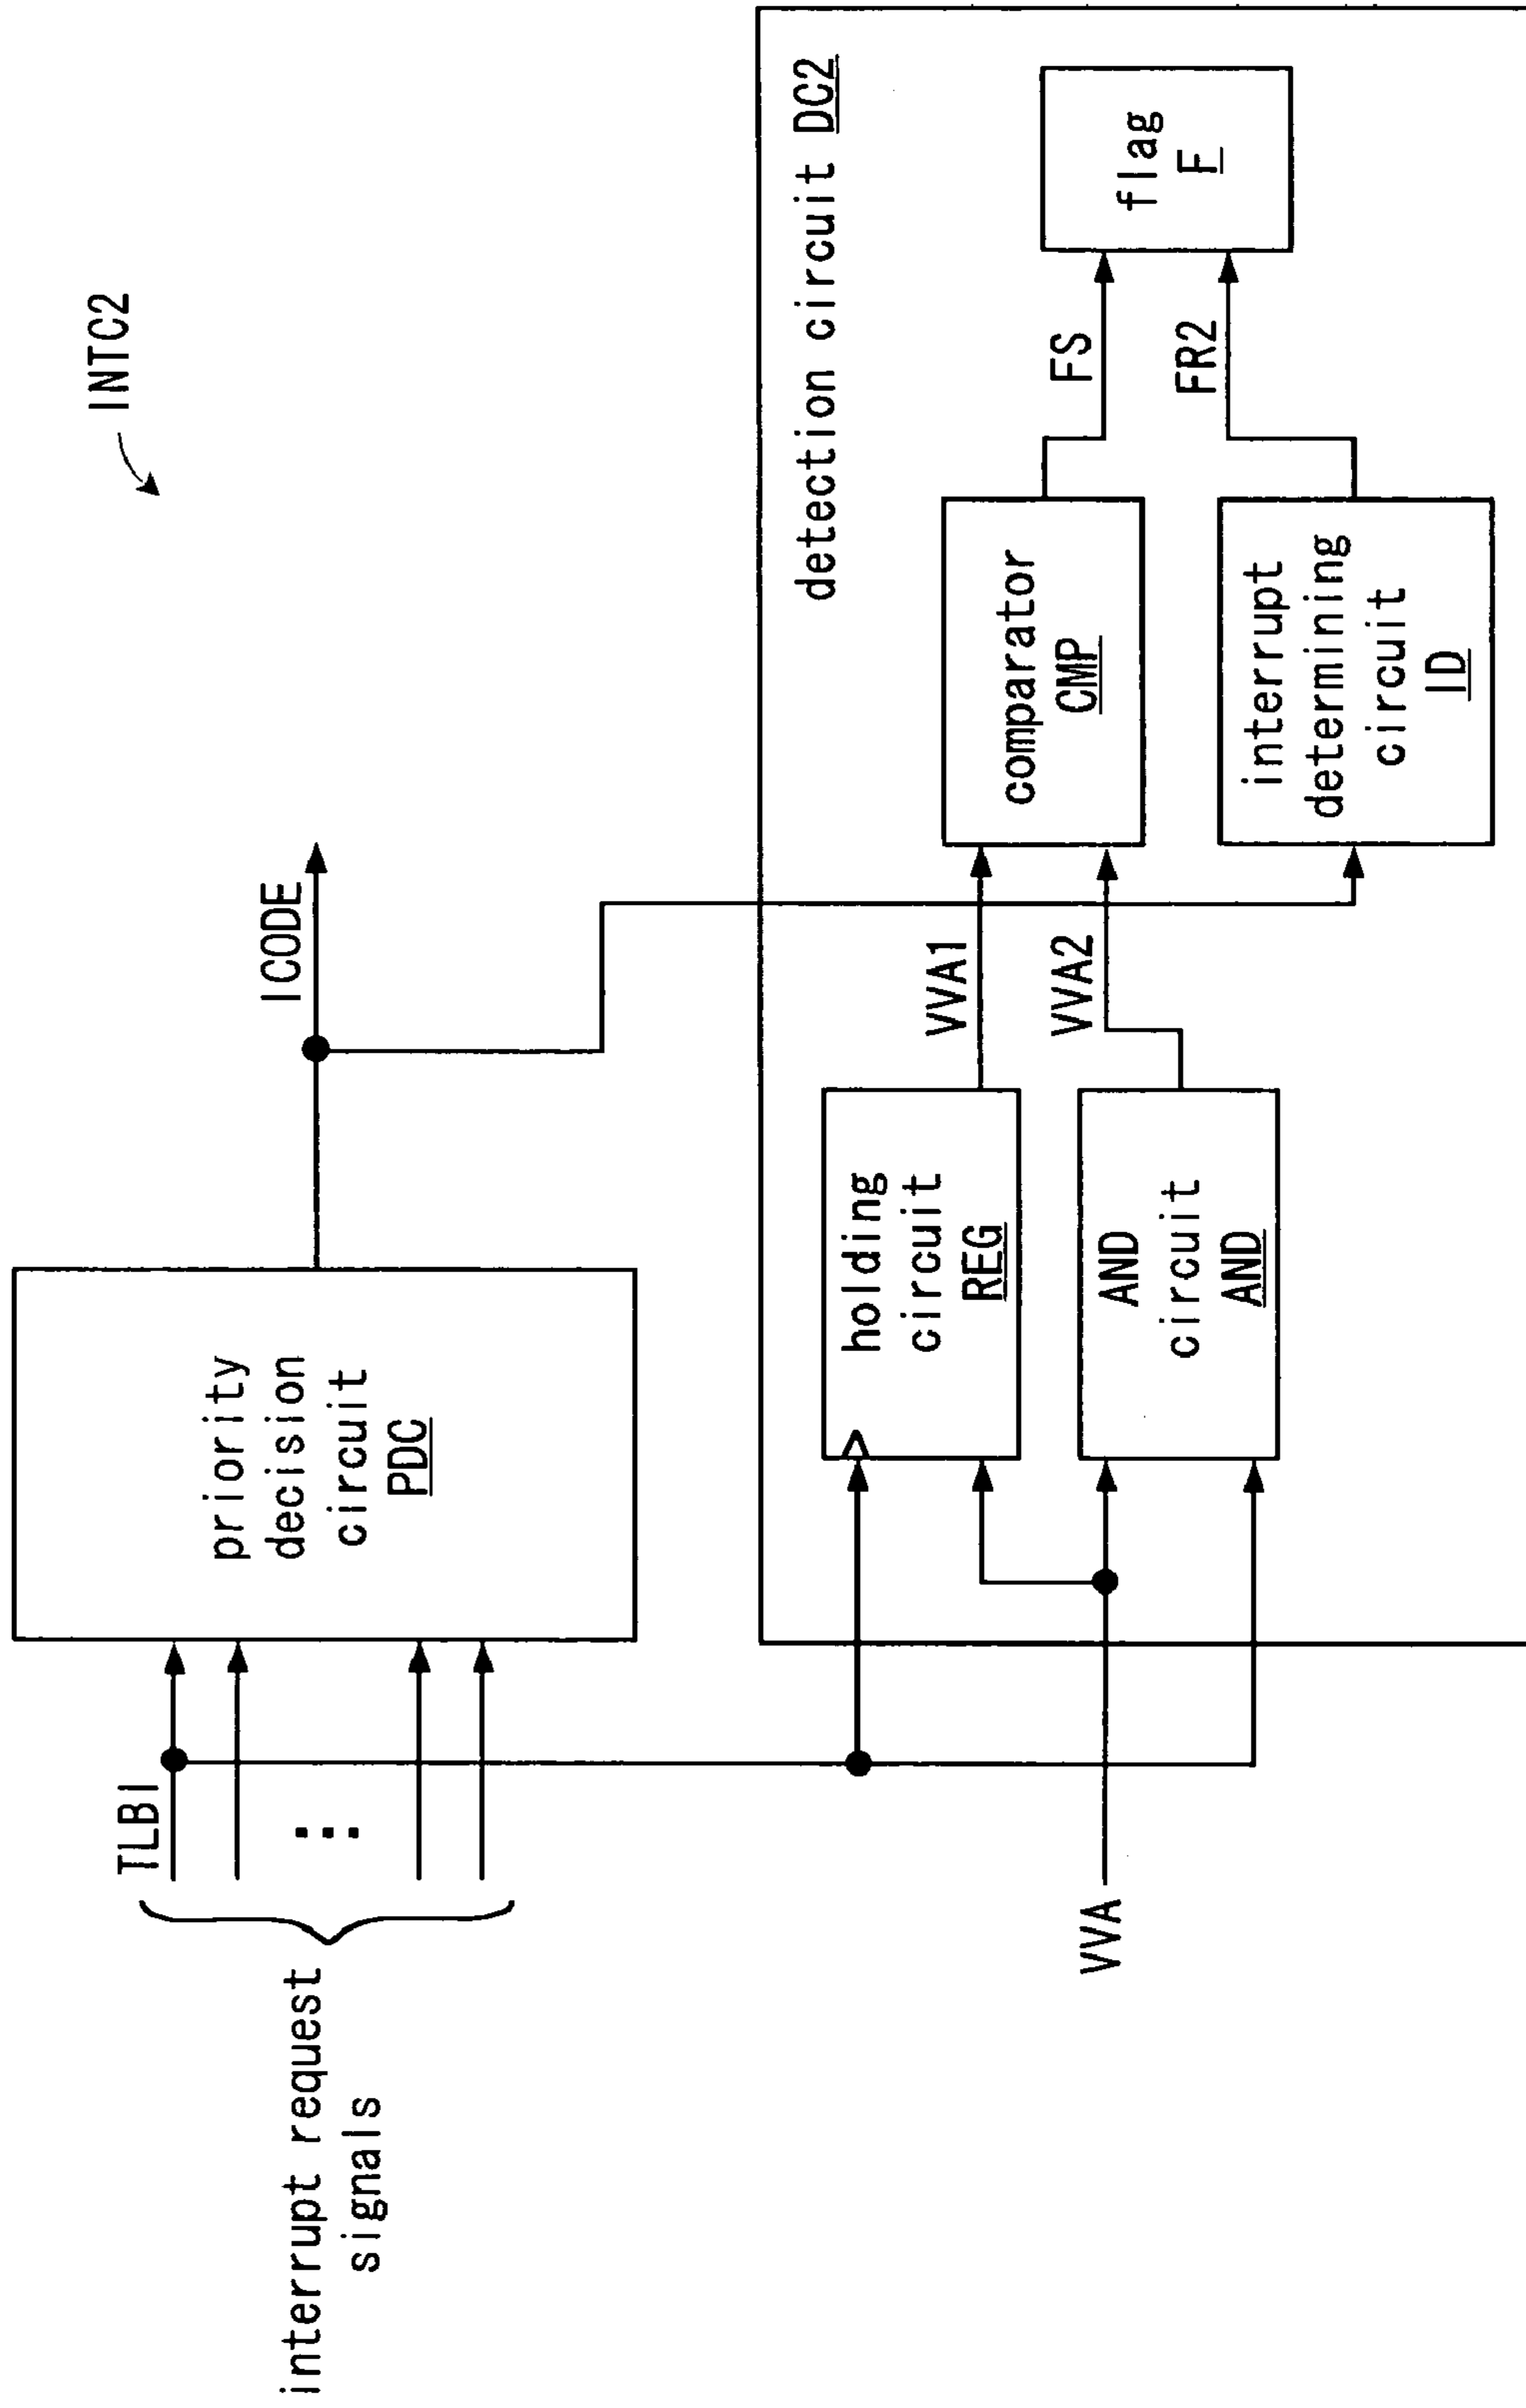 INTC2
interrupt request
signals
TLBI
priority
decision
circuit
PDC
ICODE
detection circuit DC2
VVA
holding
circuit
REG
AND
circuit
AND
VVA1
VVA2
comparator
CMP
interrupt
determining
circuit
ID
FS
FR2
flag
F